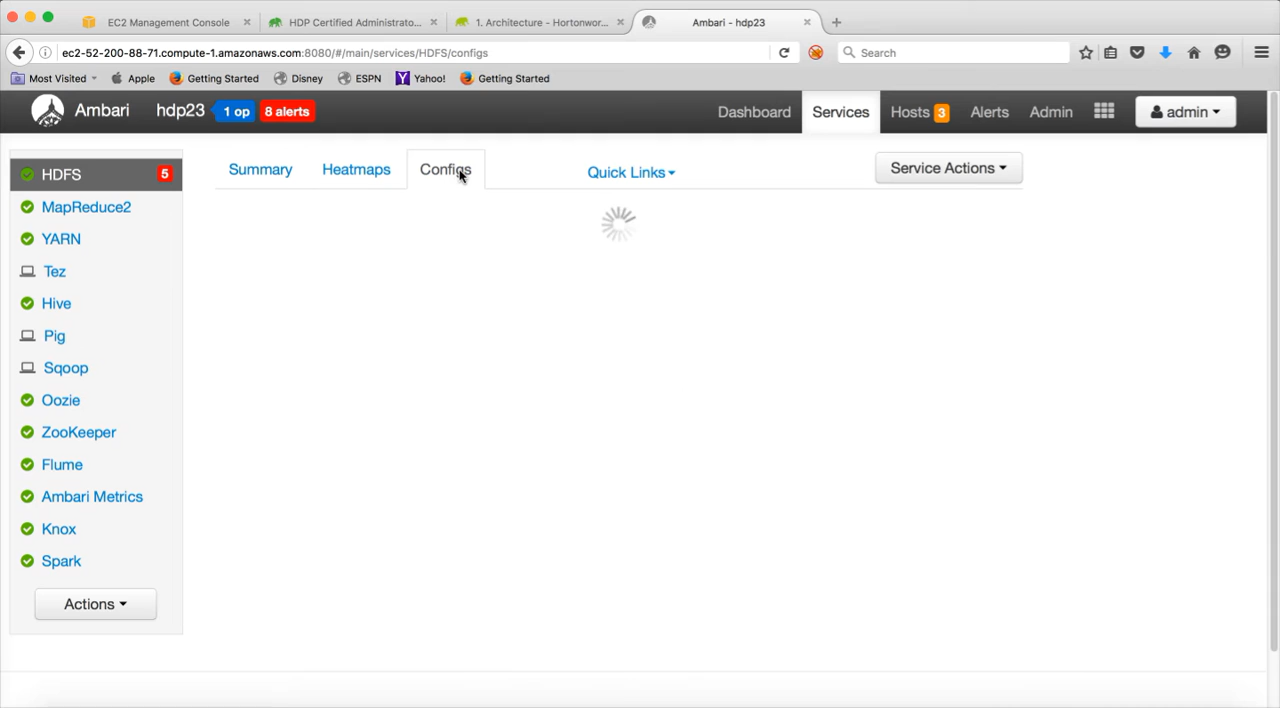 EC2 Management Console
HDP Certified Administrato...
1. Architecture - Hortonwor...
Ambari - hdp23
ec2-52-200-88-71.compute-1.amazonaws.com:8080/#/main/services/HDFS/configs
Search
Most Visited
Apple
Getting Started
Disney
ESPN
Yahoo!
Getting Started
Ambari
hdp23
1 op
8 alerts
Dashboard
Services
Hosts 3
Alerts
Admin
admin
HDFS 5
Summary
Heatmaps
Configs
Quick Links
Service Actions
MapReduce2
YARN
Tez
Hive
Pig
Sqoop
Oozie
ZooKeeper
Flume
Ambari Metrics
Knox
Spark
Actions